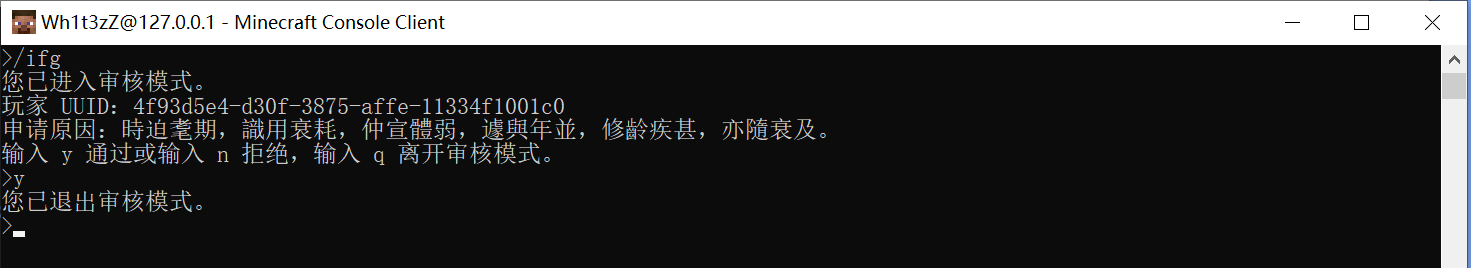 Wh1t3zZ@127.0.0.1 - Minecraft Console Client
>/ifg
您已进入审核模式。
玩家 UUID：4f93d5e4-d30f-3875-affe-11334f1001c0
申请原因：時迫耄期，識用衰耗，仲宣體弱，遽與年並，修齡疾甚，亦隨衰及。
输入 y 通过或输入 n 拒绝，输入 q 离开审核模式。
>y
您已退出审核模式。
>